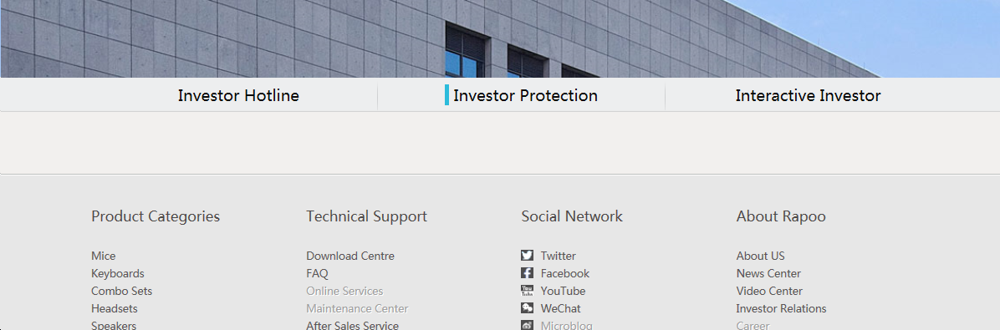 Investor Hotline
Investor Protection
Interactive Investor
Product Categories
Mice
Keyboards
Combo Sets
Headsets
Speakers
Technical Support
Download Centre
FAQ
Online Services
Maintenance Center
After Sales Service
Social Network
Twitter
Facebook
You Tube YouTube
WeChat
Microblog
About Rapoo
About US
News Center
Video Center
Investor Relations
Career